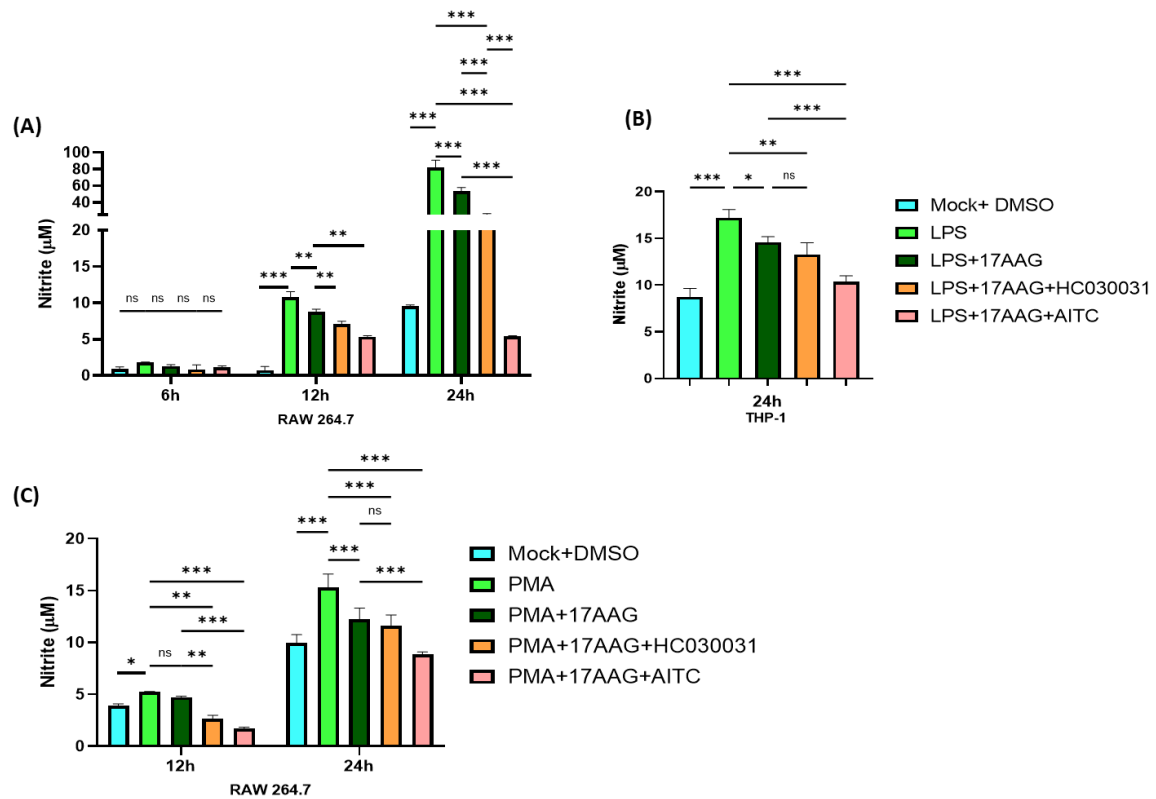 (A)
Nitrite (μM)
100
80
60
40
20
15
10
5
0
ns ns ns ns
*** ** ** **
*** *** *** *** *** *** ***
6h 12h 24h
RAW 264.7
(B)
Nitrite (μM)
20
15
10
5
0
***
***
**
*** * ns
24h
THP-1
Mock+ DMSO
LPS
LPS+17AAG
LPS+17AAG+HC030031
LPS+17AAG+AITC
(C)
Nitrite (μM)
20
15
10
5
0
***
**
***
* ns **
***
***
ns
***
*** ***
12h 24h
RAW 264.7
Mock+DMSO
PMA
PMA+17AAG
PMA+17AAG+HC030031
PMA+17AAG+AITC